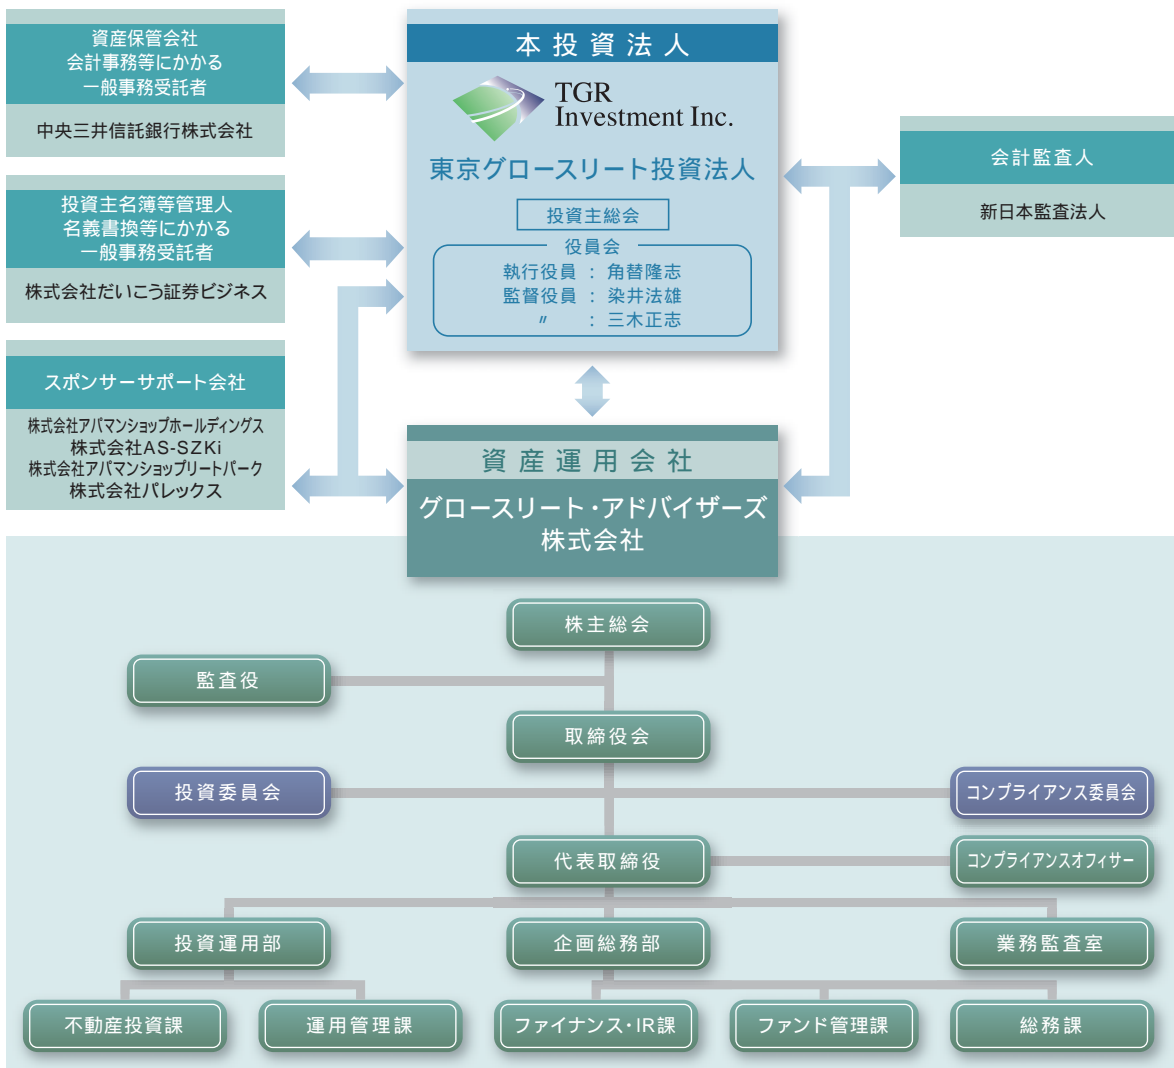 資産保管会社
会計事務等にかかる
一般事務受託者
中央三井信託銀行株式会社
投資主名簿等管理人
名義書換等にかかる
一般事務受託者
株式会社だいこう証券ビジネス
スポンサーサポート会社
株式会社アパマンショップホールディングス
株式会社AS-SZKi
株式会社アパマンショップリートパーク
株式会社パレックス
本投資法人
TGR
Investment Inc.
東京グロースリート投資法人
投資主総会
役員会
執行役員 : 角替隆志
監督役員 : 染井法雄
〃 : 三木正志
会計監査人
新日本監査法人
資産運用会社
グロースリート・アドバイザーズ
株式会社
株主総会
監査役
取締役会
投資委員会
コンプライアンス委員会
代表取締役
コンプライアンスオフィサー
投資運用部
企画総務部
業務監査室
不動産投資課
運用管理課
ファイナンス・IR課
ファンド管理課
総務課